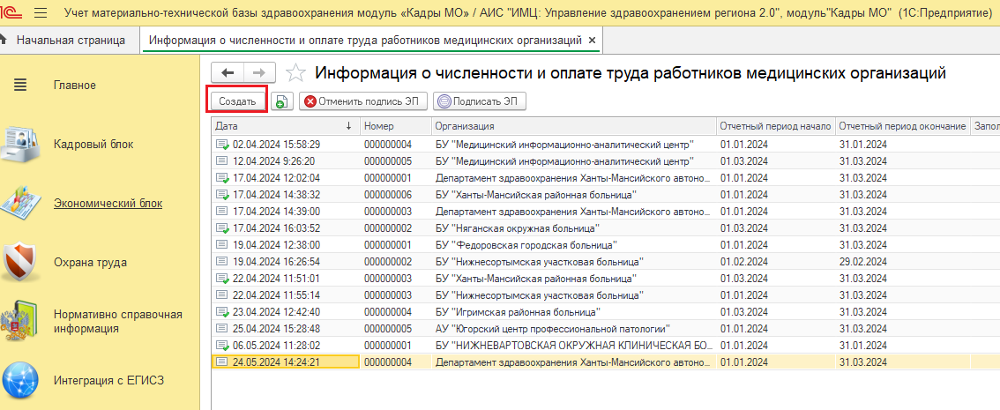 1С Учет материально-технической базы здравоохранения модуль «Кадры МО» / АИС "ИМЦ: Управление здравоохранением региона 2.0", модуль"Кадры МО" (1С:Предприятие)
Начальная страница Информация о численности и оплате труда работников медицинских организаций ×
Главное
Кадровый блок
Экономический блок
Охрана труда
Нормативно справочная
информация
Интеграция с ЕГИСЗ
Информация о численности и оплате труда работников медицинских организаций
Создать Отменить подпись ЭП Подписать ЭП
Дата ↓ Номер Организация Отчетный период начало Отчетный период окончание Запол
02.04.2024 15:58:29 000000004 БУ "Медицинский информационно-аналитический центр" 01.01.2024 31.01.2024
12.04.2024 9:26:20 000000005 БУ "Медицинский информационно-аналитический центр" 01.03.2024 31.03.2024
17.04.2024 12:02:04 000000001 Департамент здравоохранения Ханты-Мансийского автоно... 01.01.2024 31.03.2024
17.04.2024 14:38:32 000000006 БУ "Ханты-Мансийская районная больница" 01.01.2024 31.03.2024
17.04.2024 14:39:00 000000003 Департамент здравоохранения Ханты-Мансийского автоно... 01.01.2024 31.03.2024
17.04.2024 16:03:52 000000002 БУ "Няганская окружная больница" 01.03.2024 31.03.2024
19.04.2024 12:38:00 000000001 БУ "Федоровская городская больница" 01.01.2024 31.03.2024
19.04.2024 16:26:54 000000002 БУ "Нижнесортымская участковая больница" 01.02.2024 29.02.2024
22.04.2024 11:51:01 000000003 БУ "Ханты-Мансийская районная больница" 01.03.2024 31.03.2024
22.04.2024 11:55:14 000000003 БУ "Нижнесортымская участковая больница" 01.01.2024 31.03.2024
23.04.2024 12:42:40 000000004 БУ "Игримская районная больница" 01.03.2024 31.03.2024
25.04.2024 15:28:48 000000005 АУ "Югорский центр профессиональной патологии" 01.01.2024 31.03.2024
06.05.2024 11:28:02 000000001 БУ "НИЖНЕВАРТОВСКАЯ ОКРУЖНАЯ КЛИНИЧЕСКАЯ БО... 01.01.2024 31.03.2024
24.05.2024 14:24:21 000000004 Департамент здравоохранения Ханты-Мансийского автоно... 01.01.2024 31.03.2024